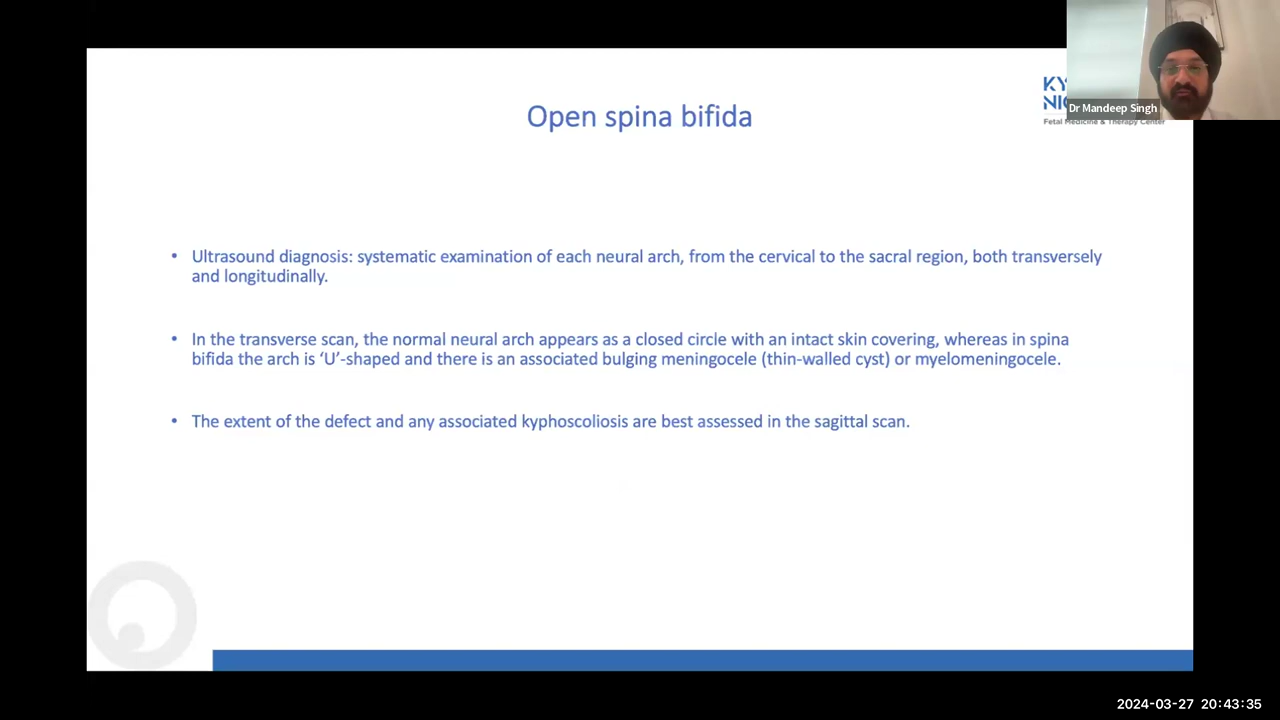 Open spina bifida
KY
NI
Dr Mandeep Singh
Fetal Medicine & Therapy Center
• Ultrasound diagnosis: systematic examination of each neural arch, from the cervical to the sacral region, both transversely
and longitudinally.
• In the transverse scan, the normal neural arch appears as a closed circle with an intact skin covering, whereas in spina
bifida the arch is ‘U’-shaped and there is an associated bulging meningocele (thin-walled cyst) or myelomeningocele.
• The extent of the defect and any associated kyphoscoliosis are best assessed in the sagittal scan.
2024-03-27 20:43:35